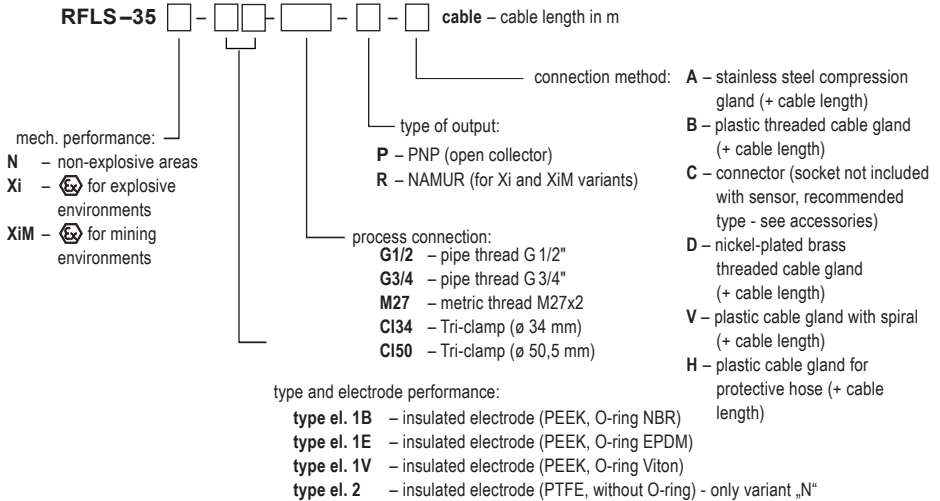 RFLS–35 – – – – cable – cable length in m
connection method:
A – stainless steel compression
gland (+ cable length)
B – plastic threaded cable gland
(+ cable length)
C – connector (socket not included
with sensor, recommended
type - see accessories)
D – nickel-plated brass
threaded cable gland
(+ cable length)
V – plastic cable gland with spiral
(+ cable length)
H – plastic cable gland for
protective hose (+ cable
length)
type of output:
P – PNP (open collector)
R – NAMUR (for Xi and XiM variants)
mech. performance:
N – non-explosive areas
Xi – Ex for explosive
environments
XiM – Ex for mining
environments
process connection:
G1/2 – pipe thread G 1/2"
G3/4 – pipe thread G 3/4"
M27 – metric thread M27x2
Cl34 – Tri-clamp (ø 34 mm)
Cl50 – Tri-clamp (ø 50,5 mm)
type and electrode performance:
type el. 1B – insulated electrode (PEEK, O-ring NBR)
type el. 1E – insulated electrode (PEEK, O-ring EPDM)
type el. 1V – insulated electrode (PEEK, O-ring Viton)
type el. 2 – insulated electrode (PTFE, without O-ring) - only variant „N“